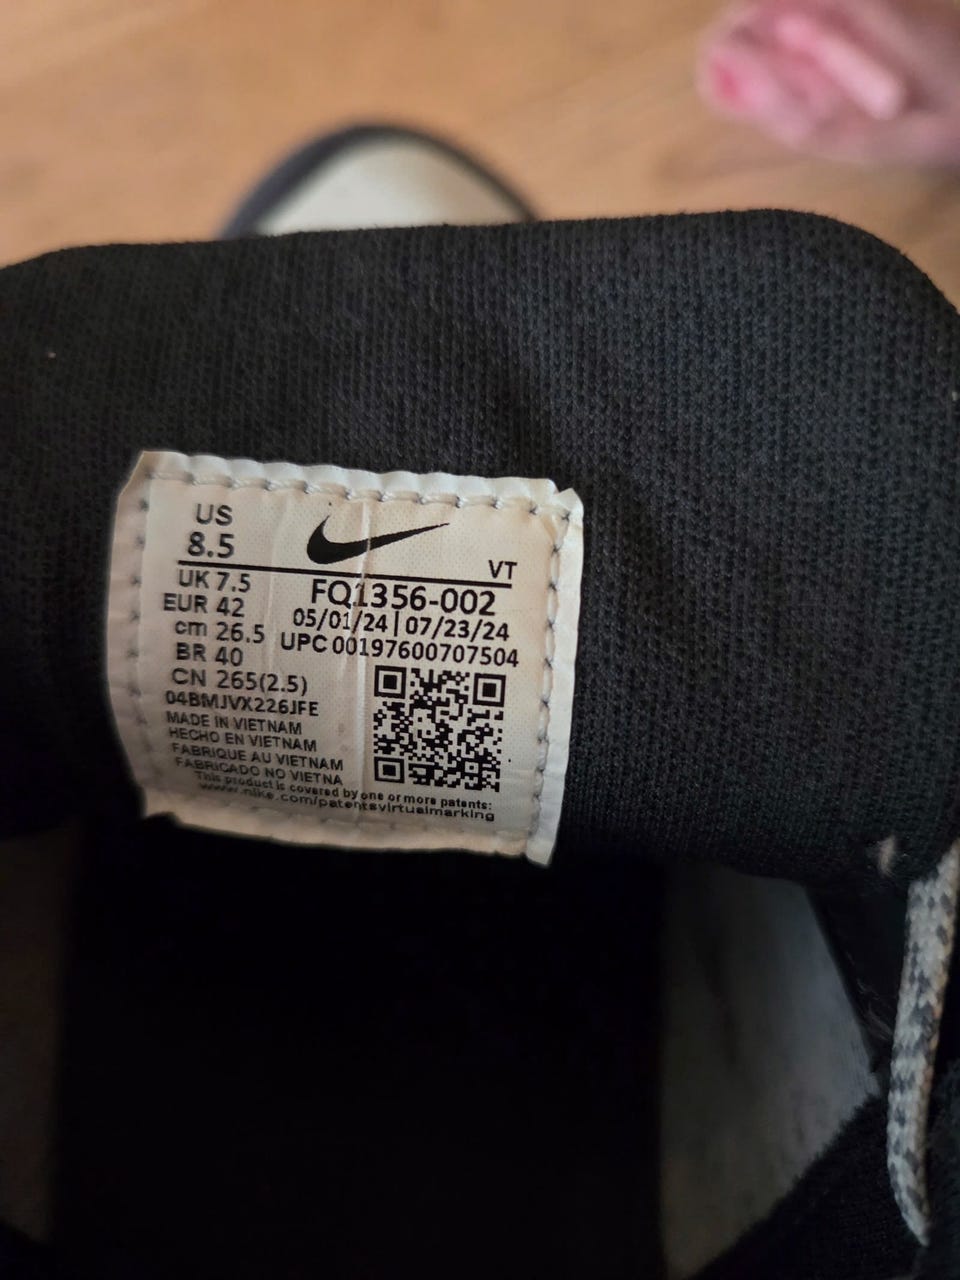 US
8.5
VT
UK 7.5
EUR 42
cm 26.5
BR 40
CN 265(2.5)
04BMJVX226JFE
FQ1356-002
05/01/24|07/23/24
UPC 00197600707504
MADE IN VIETNAM
HECHO EN VIETNAM
FABRIQUE AU VIETNAM
FABRICADO NO VIETNA
This product is covered by one or more patents:
www.nike.com/patentsvirtualmarking